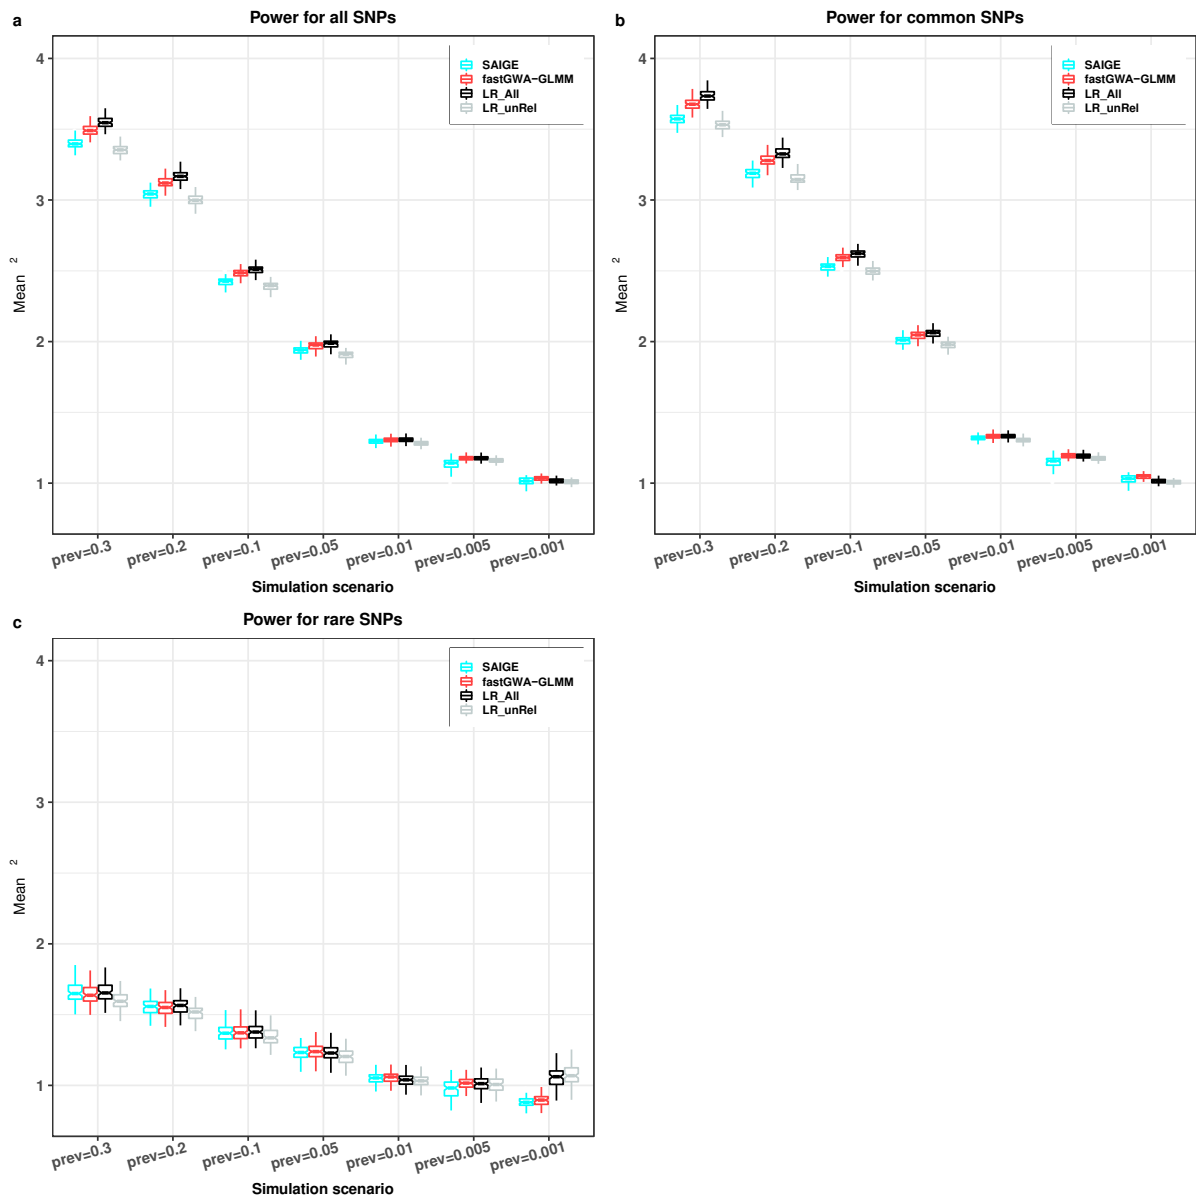 a
Power for all SNPs
4
3
2
1
Mean 2
SAIGE
fastGWA−GLMM
LR_All
LR_unRel
prev=0.3
prev=0.2
prev=0.1
prev=0.05
prev=0.01
prev=0.005
prev=0.001
Simulation scenario
b
Power for common SNPs
4
3
2
1
Mean 2
SAIGE
fastGWA−GLMM
LR_All
LR_unRel
prev=0.3
prev=0.2
prev=0.1
prev=0.05
prev=0.01
prev=0.005
prev=0.001
Simulation scenario
c
Power for rare SNPs
4
3
2
1
Mean 2
SAIGE
fastGWA−GLMM
LR_All
LR_unRel
prev=0.3
prev=0.2
prev=0.1
prev=0.05
prev=0.01
prev=0.005
prev=0.001
Simulation scenario